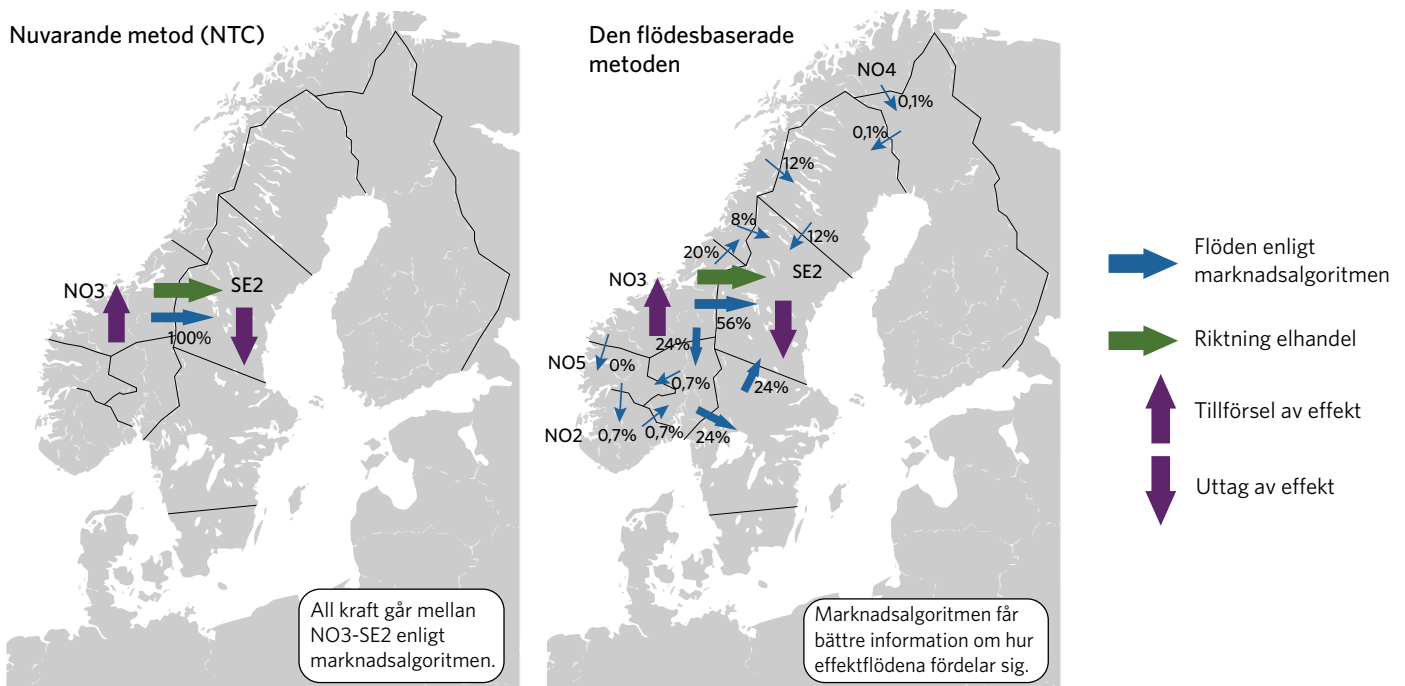 Nuvarande metod (NTC)
NO3
SE2
100%
All kraft går mellan
NO3-SE2 enligt
marknadsalgoritmen.
Den flödesbaserade
metoden
NO4
0,1%
0,1%
12%
8%
12%
20%
SE2
NO3
56%
24%
NO5
0%
0,7%
24%
NO2
0,7%
0,7%
24%
Marknadsalgoritmen får
bättre information om hur
effektflödena fördelar sig.
Flöden enligt
marknadsalgoritmen
Riktning elhandel
Tillförsel av effekt
Uttag av effekt